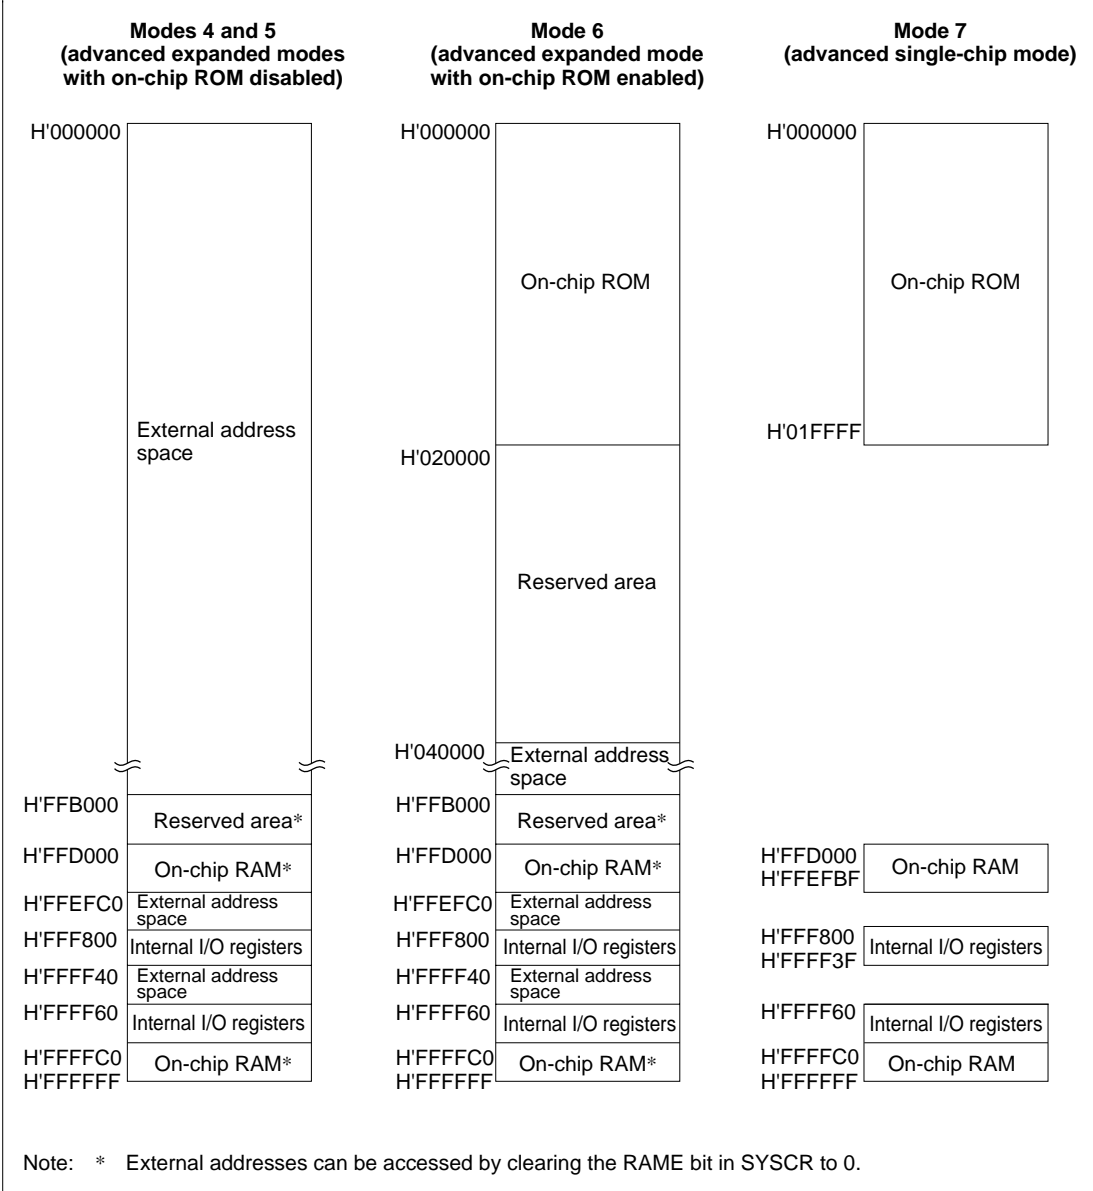 Modes 4 and 5
(advanced expanded modes
with on-chip ROM disabled)
H'000000
External address
space
H'FFB000
Reserved area*
H'FFD000
On-chip RAM*
H'FFEFC0
External address
space
H'FFF800
Internal I/O registers
H'FFFF40
External address
space
H'FFFF60
Internal I/O registers
H'FFFFC0
On-chip RAM*
H'FFFFFF
Mode 6
(advanced expanded mode
with on-chip ROM enabled)
H'000000
On-chip ROM
H'020000
Reserved area
H'040000
External address
space
H'FFB000
Reserved area*
H'FFD000
On-chip RAM*
H'FFEFC0
External address
space
H'FFF800
Internal I/O registers
H'FFFF40
External address
space
H'FFFF60
Internal I/O registers
H'FFFFC0
On-chip RAM*
H'FFFFFF
Mode 7
(advanced single-chip mode)
H'000000
On-chip ROM
H'01FFFF
H'FFD000
On-chip RAM
H'FFEFBF
H'FFF800
Internal I/O registers
H'FFFF3F
H'FFFF60
Internal I/O registers
H'FFFFC0
On-chip RAM
H'FFFFFF
Note: * External addresses can be accessed by clearing the RAME bit in SYSCR to 0.